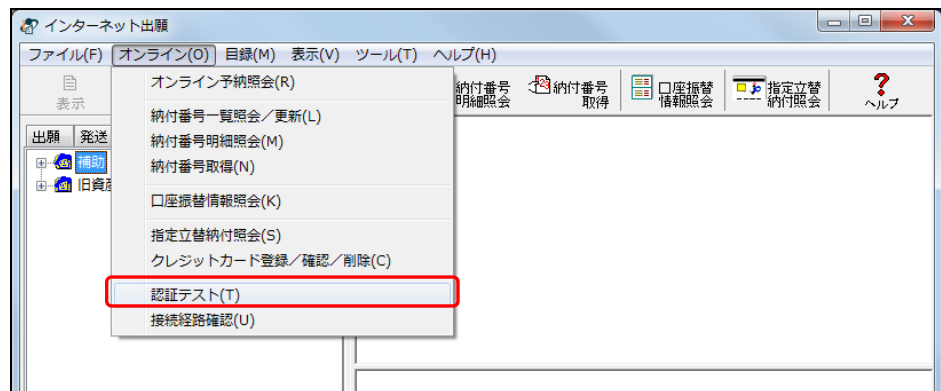 インターネット出願
ファイル(F) オンライン(O) 目録(M) 表示(V) ツール(T) ヘルプ(H)
表示
オンライン予納照会(R)
納付番号一覧照会／更新(L)
納付番号明細照会(M)
納付番号取得(N)
口座振替情報照会(K)
指定立替納付照会(S)
クレジットカード登録／確認／削除(C)
認証テスト(T)
接続経路確認(U)
納付番号
明細照会
納付番号
取得
口座振替
情報照会
指定立替
納付照会
ヘルプ
出願 発送
補助
旧資産